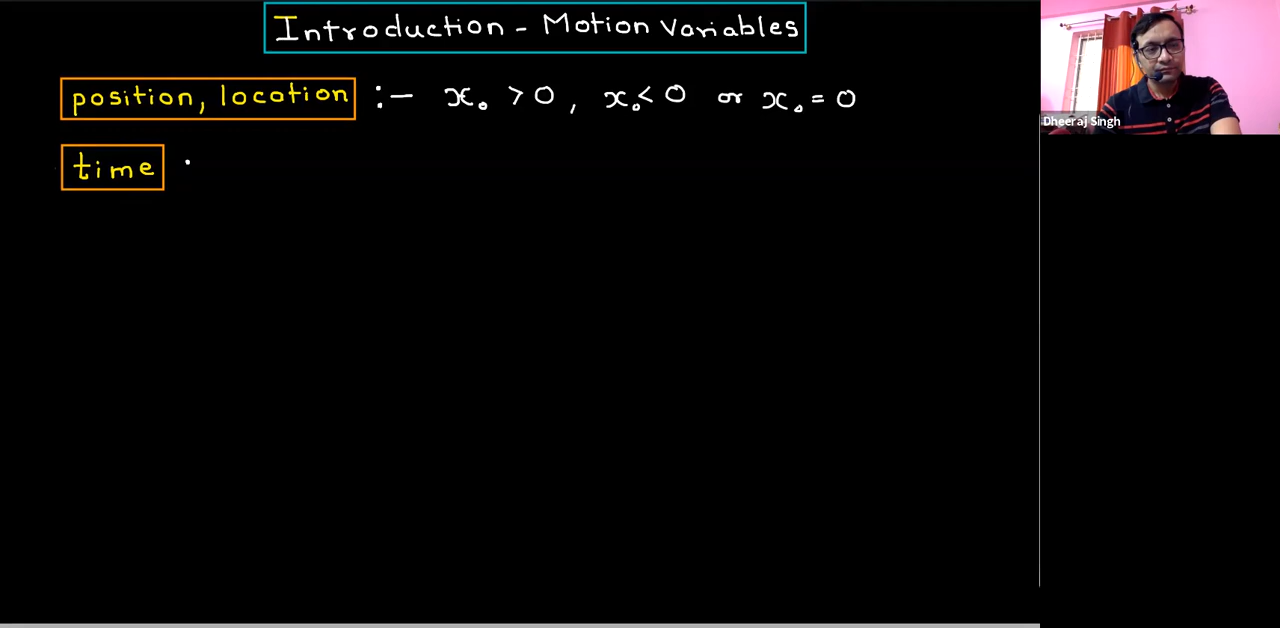 Introduction - Motion Variables
position, location :- x₀ > 0, x₀ < 0 or x₀ = 0
time
Dheeraj Singh